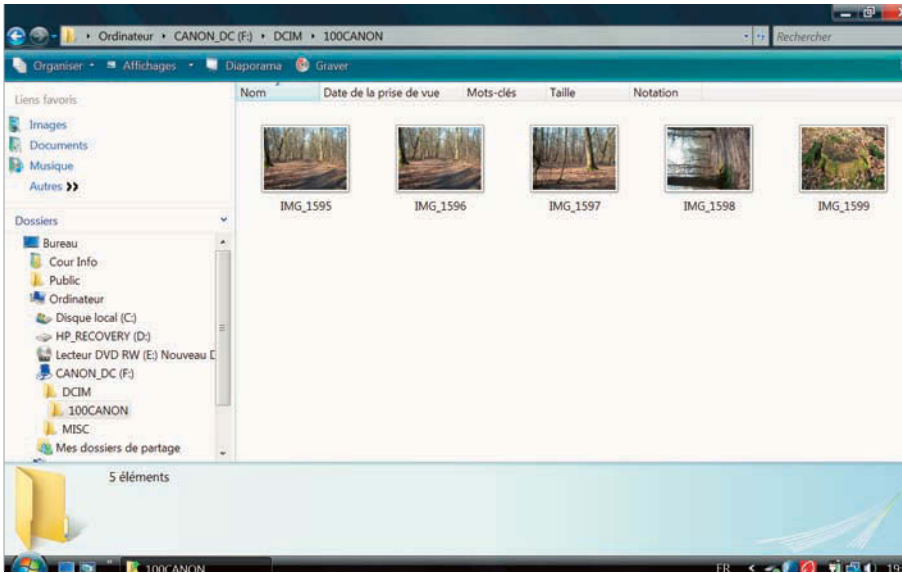 Ordinateur CANON_DC (F:) DCIM 100CANON Rechercher
Organiser Affichages Diaporama Graver
Liens favoris
Images
Documents
Musique
Autres
Dossiers
Bureau
Cour Info
Public
Ordinateur
Disque local (C:)
HP_RECOVERY (D:)
Lecteur DVD RW (E:) Nouveau
CANON_DC (F:)
DCIM
100CANON
MISC
Mes dossiers de partage
Nom Date de la prise de vue Mots-clés Taille Notation
IMG_1595 IMG_1596 IMG_1597 IMG_1598 IMG_1599
5 éléments
100CANON FR 19